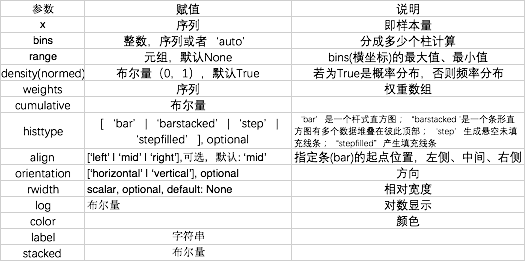 参数 赋值 说明
x 序列 即样本量
bins 整数，序列或者 'auto' 分成多少个柱计算
range 元组，默认None bins(横坐标)的最大值、最小值
density(normed) 布尔量（0，1），默认True 若为True是概率分布，否则频率分布
weights 序列 权重数组
cumulative 布尔量
histtype [ 'bar' | 'barstacked' | 'step' | 'stepfilled' ], optional
'bar' 是一个杆式直方图； "barstacked"是一个条形直方图有多个数据堆叠在彼此顶部； 'step' 生成悬空未填充线条； "stepfilled" 产生填充线条
align ['left' l 'mid' l 'right'],可选，默认: 'mid' 指定条(bar)的起点位置，左侧、中间、右侧
orientation ['horizontal' l 'vertical'], optional 方向
rwidth scalar, optional, default: None 相对宽度
log 布尔量 对数显示
color 颜色
label 字符串
stacked 布尔量